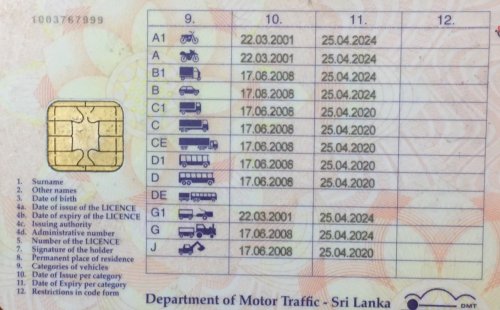 1003767999
9. 10. 11. 12.
A1 22.03.2001 25.04.2024
A 22.03.2001 25.04.2024
B1 17.06.2008 25.04.2024
B 17.06.2008 25.04.2024
C1 17.06.2008 25.04.2020
C 17.06.2008 25.04.2020
CE 17.06.2008 25.04.2020
D1 17.06.2008 25.04.2020
D 17.06.2008 25.04.2020
DE
G1 22.03.2001 25.04.2024
G 17.06.2008 25.04.2024
J 17.06.2008 25.04.2020
1. Surname
2. Other names
3. Date of birth
4a. Date of issue of the LICENCE
4b. Date of expiry of the LICENCE
4c. Issuing authority
4d. Administrative number
5. Number of the LICENCE
7. Signature of the holder
8. Permanent place of residence
9. Categories of vehicles
10. Date of Issue per category
11. Date of Expiry per category
12. Restrictions in code form
Department of Motor Traffic - Sri Lanka
DMT